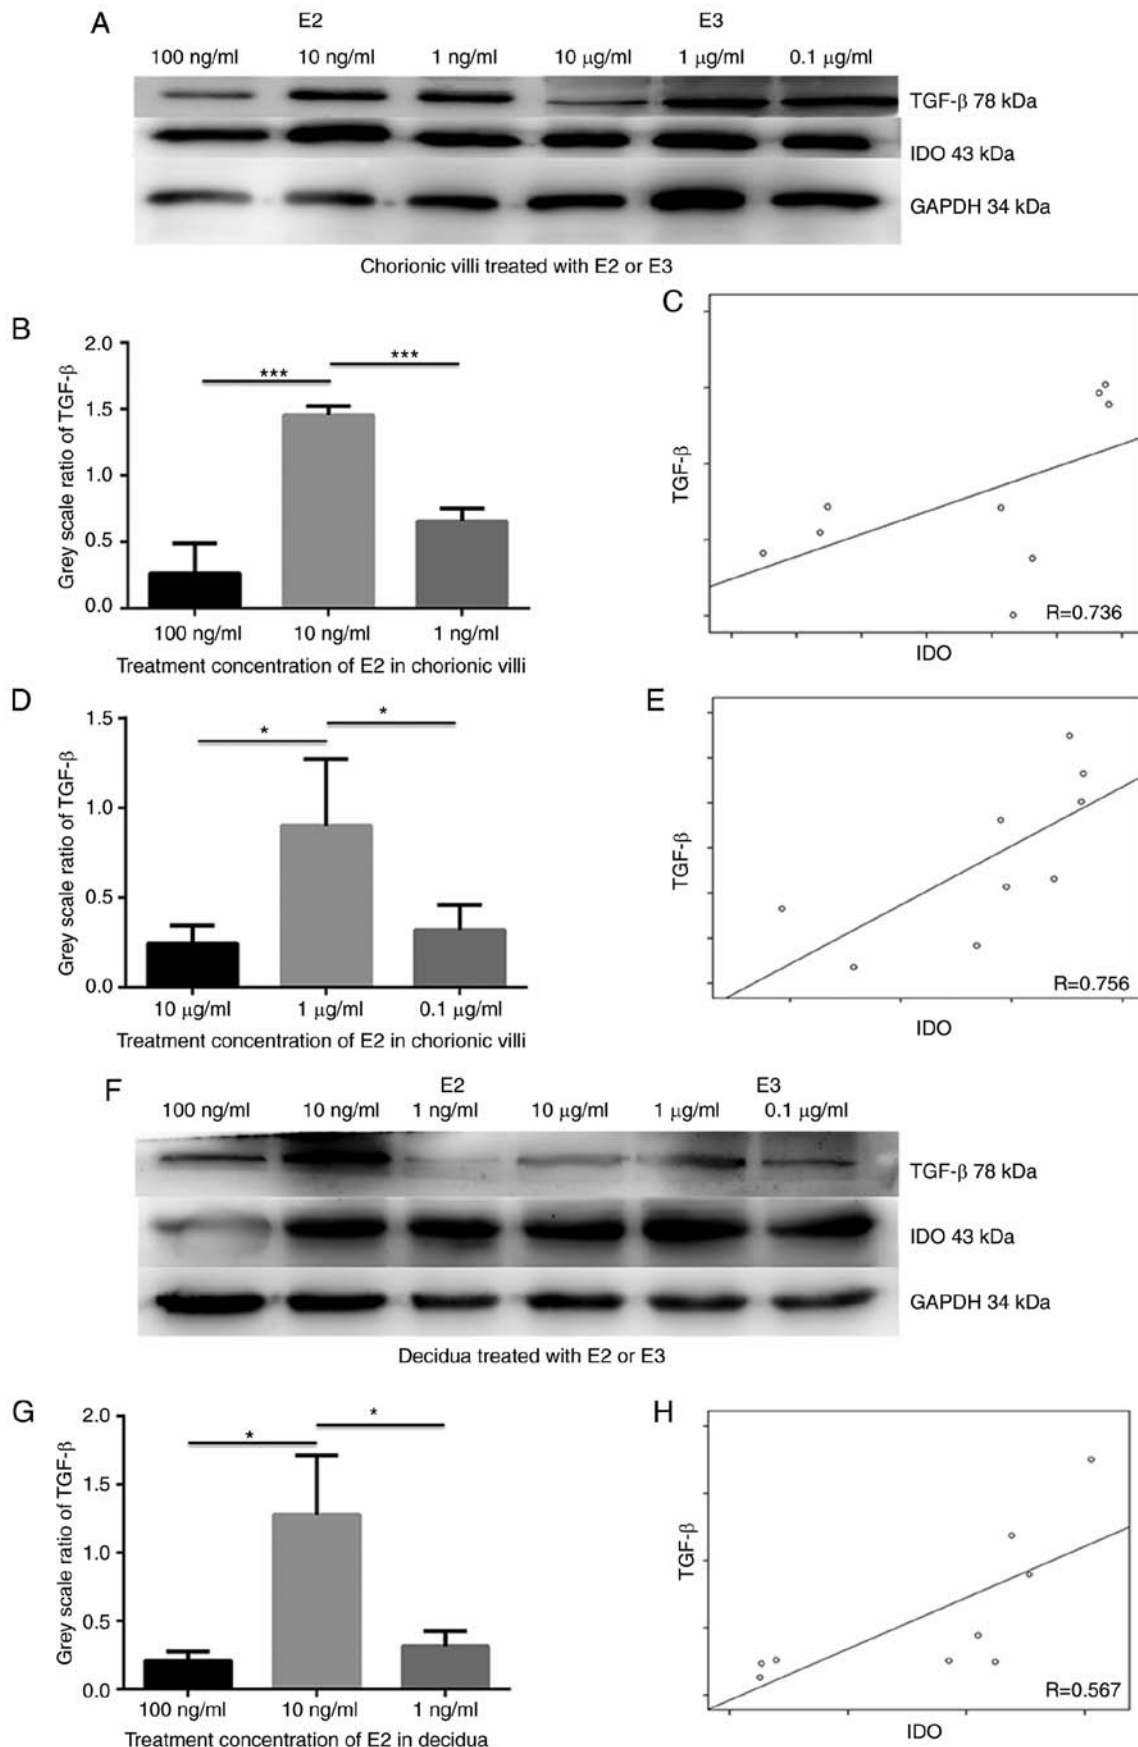 A
E2 E3
100 ng/ml 10 ng/ml 1 ng/ml 10 μg/ml 1 μg/ml 0.1 μg/ml
TGF-β 78 kDa
IDO 43 kDa
GAPDH 34 kDa
Chorionic villi treated with E2 or E3
B
Grey scale ratio of TGF-β
2.0
1.5
1.0
0.5
0.0
***
***
100 ng/ml 10 ng/ml 1 ng/ml
Treatment concentration of E2 in chorionic villi
C
TGF-β
R=0.736
IDO
D
Grey scale ratio of TGF-β
1.5
1.0
0.5
0.0
*
*
10 μg/ml 1 μg/ml 0.1 μg/ml
Treatment concentration of E2 in chorionic villi
E
TGF-β
R=0.756
IDO
F
E2 E3
100 ng/ml 10 ng/ml 1 ng/ml 10 μg/ml 1 μg/ml 0.1 μg/ml
TGF-β 78 kDa
IDO 43 kDa
GAPDH 34 kDa
Decidua treated with E2 or E3
G
Grey scale ratio of TGF-β
2.0
1.5
1.0
0.5
0.0
*
*
100 ng/ml 10 ng/ml 1 ng/ml
Treatment concentration of E2 in decidua
H
TGF-β
R=0.567
IDO